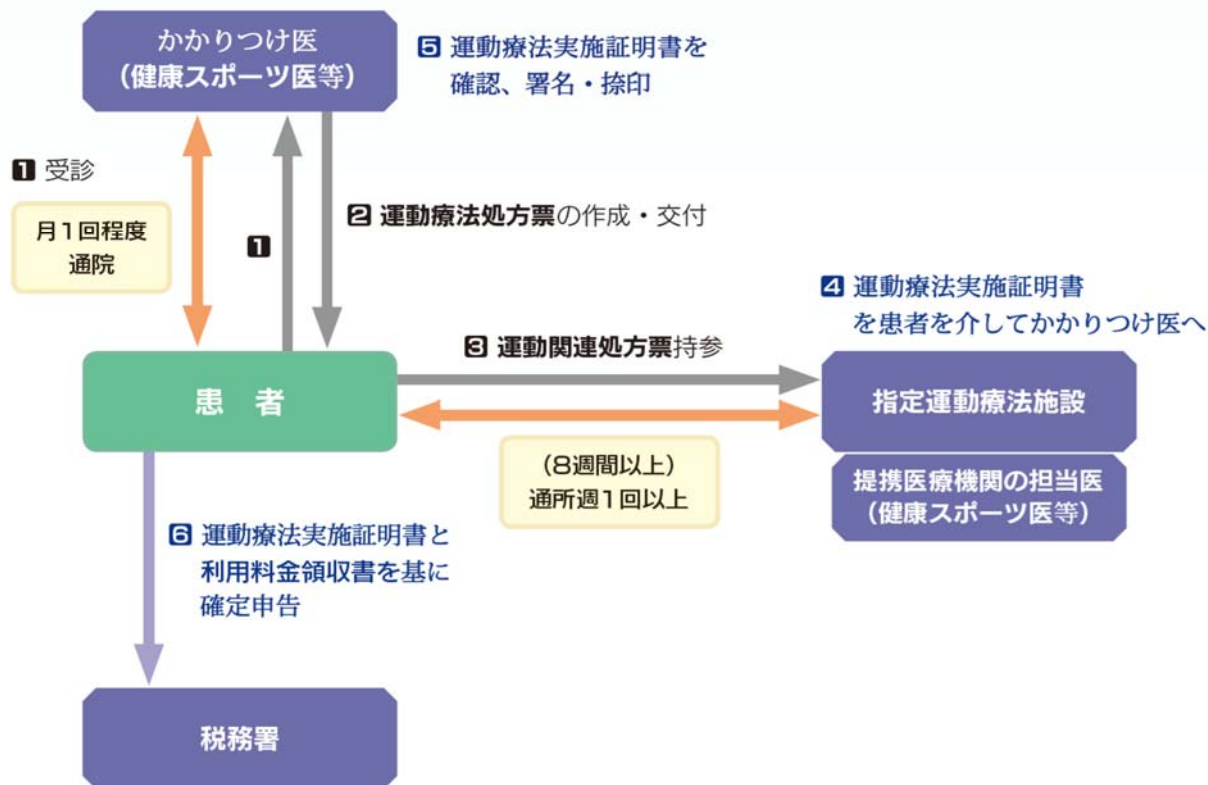 かかりつけ医
(健康スポーツ医等)
5 運動療法実施証明書を
確認、署名・捺印
1 受診
月1回程度
通院
1
2 運動療法処方票の作成・交付
4 運動療法実施証明書
を患者を介してかかりつけ医へ
3 運動関連処方票持参
患　者
指定運動療法施設
(8週間以上)
通所週1回以上
提携医療機関の担当医
(健康スポーツ医等)
6 運動療法実施証明書と
利用料金領収書を基に
確定申告
税務署